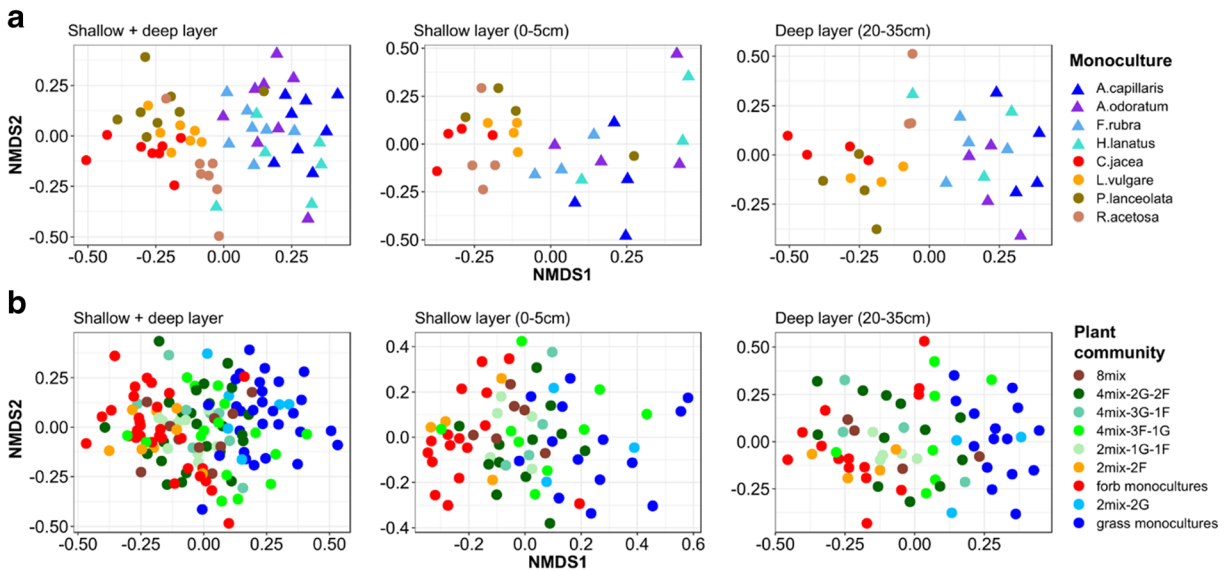 a
Shallow + deep layer
Shallow layer (0-5cm)
Deep layer (20-35cm)
NMDS2
0.25
0.00
-0.25
-0.50
-0.50
-0.25
0.00
0.25
0.50
0.25
0.00
-0.25
-0.50
-0.25
0.00
0.25
NMDS1
0.50
0.25
0.00
-0.25
-0.50
-0.25
0.00
0.25
Monoculture
A.capillaris
A.odoratum
F.rubra
H.lanatus
C.jacea
L.vulgare
P.lanceolata
R.acetosa
b
Shallow + deep layer
Shallow layer (0-5cm)
Deep layer (20-35cm)
NMDS2
0.25
0.00
-0.25
-0.50
-0.50
-0.25
0.00
0.25
0.50
0.4
0.2
0.0
-0.2
-0.4
-0.2
0.0
0.2
0.4
0.6
NMDS1
0.50
0.25
0.00
-0.25
-0.50
-0.25
0.00
0.25
Plant
community
8mix
4mix-2G-2F
4mix-3G-1F
4mix-3F-1G
2mix-1G-1F
2mix-2F
forb monocultures
2mix-2G
grass monocultures